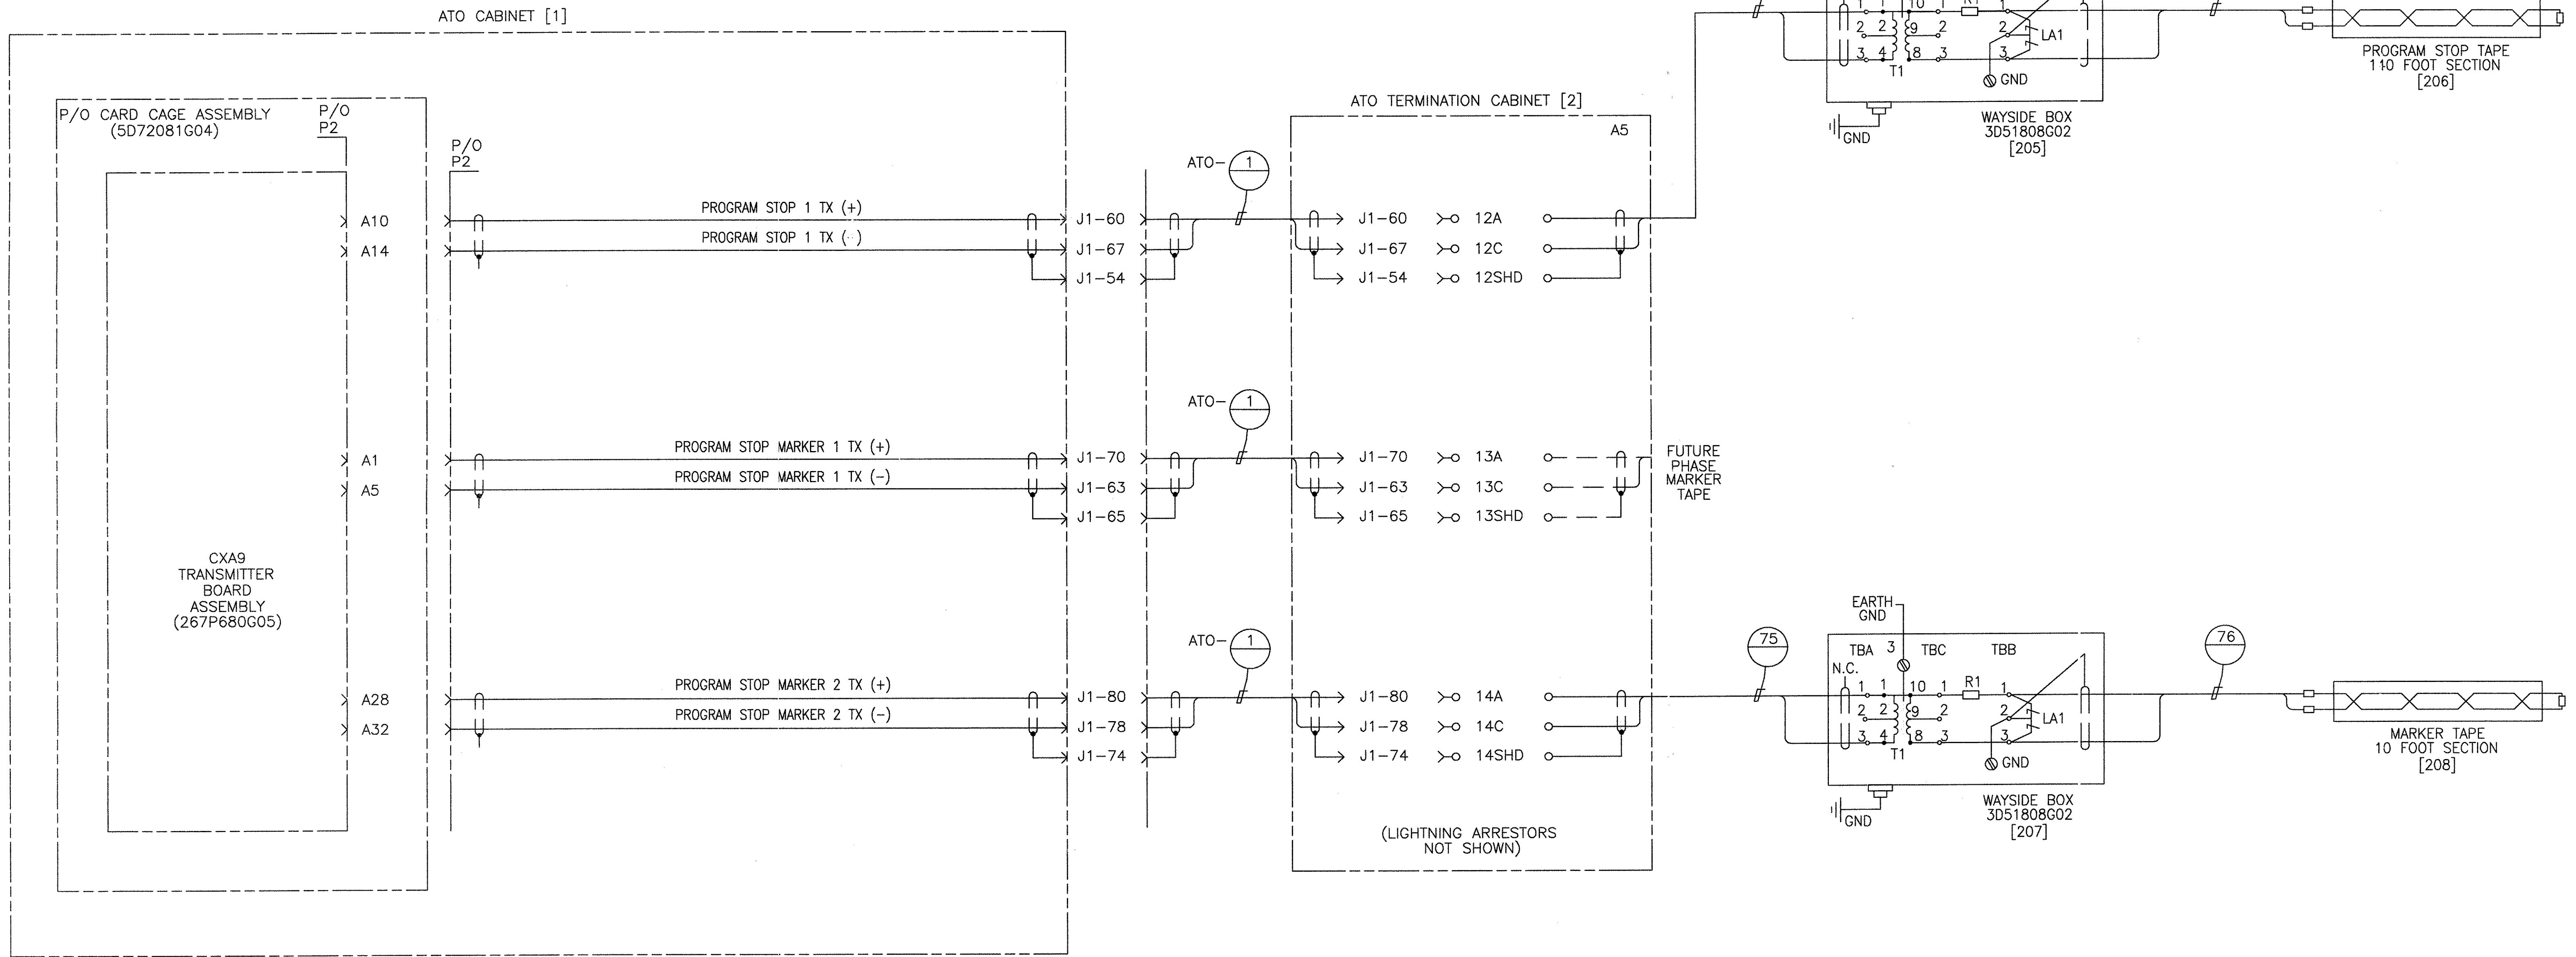 ATO CABINET [1]
P/O CARD CAGE ASSEMBLY
(5D72081G04)
P/O
P2
P/O
P2
A10
A14
A1
A5
A28
A32
CXA9
TRANSMITTER
BOARD
ASSEMBLY
(267P680G05)
PROGRAM STOP 1 TX (+)
PROGRAM STOP 1 TX (-)
PROGRAM STOP MARKER 1 TX (+)
PROGRAM STOP MARKER 1 TX (-)
PROGRAM STOP MARKER 2 TX (+)
PROGRAM STOP MARKER 2 TX (-)
J1-60
J1-67
J1-54
J1-70
J1-63
J1-65
J1-80
J1-78
J1-74
ATO- 1
ATO- 1
ATO- 1
ATO TERMINATION CABINET [2]
A5
J1-60 12A
J1-67 12C
J1-54 12SHD
J1-70 13A
J1-63 13C
J1-65 13SHD
J1-80 14A
J1-78 14C
J1-74 14SHD
(LIGHTNING ARRESTORS
NOT SHOWN)
FUTURE
PHASE
MARKER
TAPE
1 1 10 1 R1 1
2 2 9 2 2 LA1
3 4 8 3 3
T1
GND
GND
WAYSIDE BOX
3D51808G02
[205]
PROGRAM STOP TAPE
110 FOOT SECTION
[206]
75
EARTH
GND
TBA 3 TBC TBB
N.C.
1 1 10 1 R1 1
2 2 9 2 2 LA1
3 4 8 3 3
T1
GND
GND
WAYSIDE BOX
3D51808G02
[207]
76
MARKER TAPE
10 FOOT SECTION
[208]